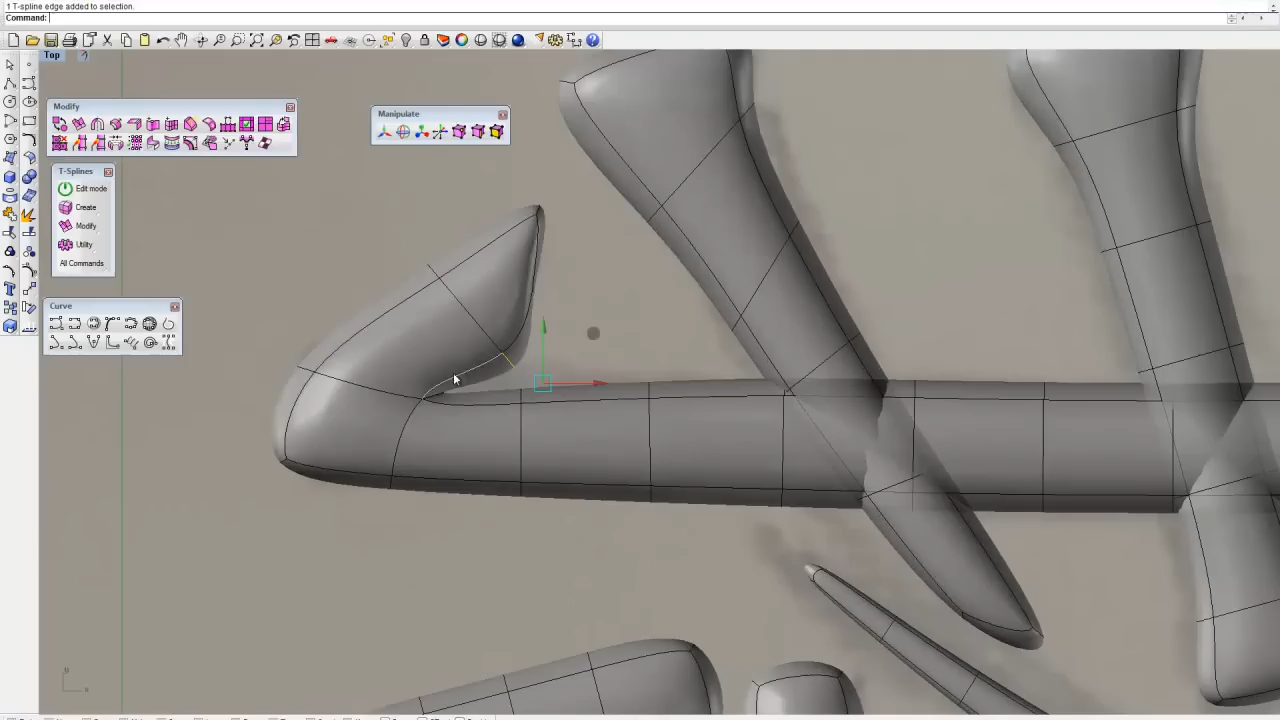 1 T-spline edge added to selection.
Command:
Top
Modify
Manipulate
T-Splines
Edit mode
Create
Modify
Utility
All Commands
Curve